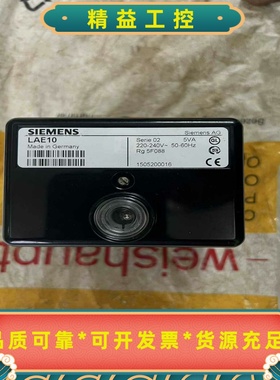 精益工控
SIEMENS
LAE10
Made in Germany
Siemens AG
Serie 02 5VA
220-240V~ 50-60Hz
Rg 5F088
1505200016
CE
weishaupt
品质可靠*可开发票*货源充足